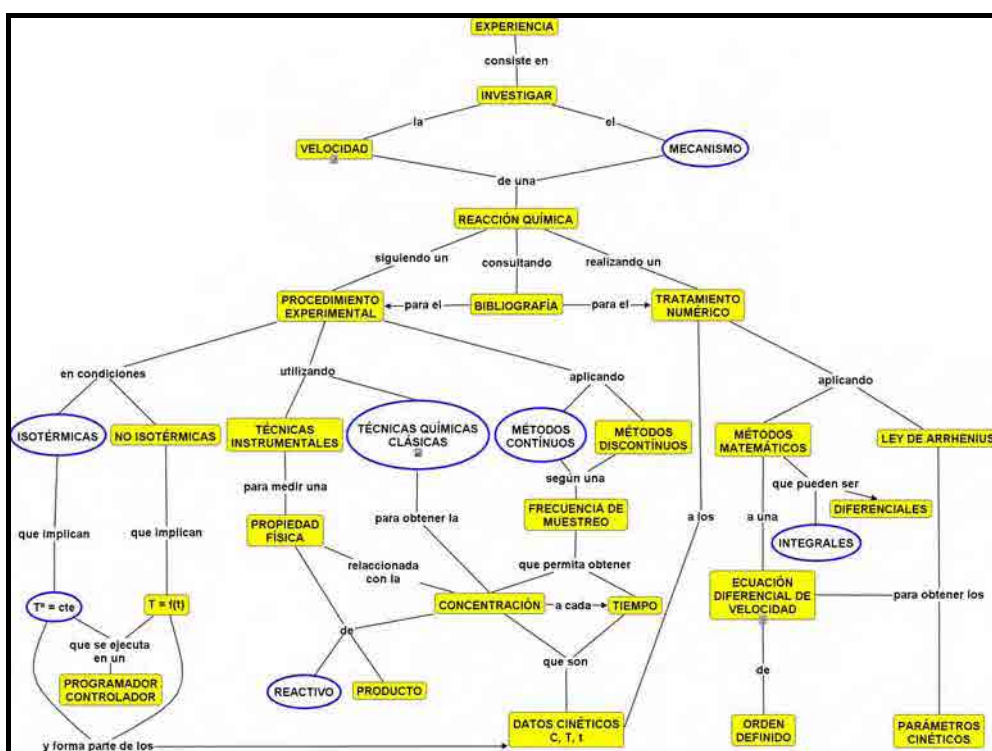 EXPERIENCIA
consiste en
INVESTIGAR
la
el
VELOCIDAD
MECANISMO
de una
REACCIÓN QUÍMICA
siguiendo un
consultando
realizando un
PROCEDIMIENTO
EXPERIMENTAL
para el
BIBLIOGRAFÍA
para el
TRATAMIENTO
NUMÉRICO
en condiciones
utilizando
aplicando
aplicando
ISOTÉRMICAS
NO ISOTÉRMICAS
TÉCNICAS
INSTRUMENTALES
TÉCNICAS QUÍMICAS
CLÁSICAS
MÉTODOS
CONTÍNUOS
MÉTODOS
DISCONTÍNUOS
MÉTODOS
MATEMÁTICOS
LEY DE ARRHENIUS
para medir una
según una
que pueden ser
DIFERENCIALES
que implican
que implican
PROPIEDAD
FÍSICA
para obtener la
FRECUENCIA DE
MUESTREO
a los
a una
INTEGRALES
relaccionada
con la
que permita obtener
Tª = cte
T = f(t)
CONCENTRACIÓN
a cada
TIEMPO
ECUACIÓN
DIFERENCIAL DE
VELOCIDAD
para obtener los
que se ejecuta
en un
de
que son
de
PROGRAMADOR
CONTROLADOR
REACTIVO
PRODUCTO
DATOS CINÉTICOS
C, T, t
ORDEN
DEFINIDO
PARÁMETROS
CINÉTICOS
y forma parte de los